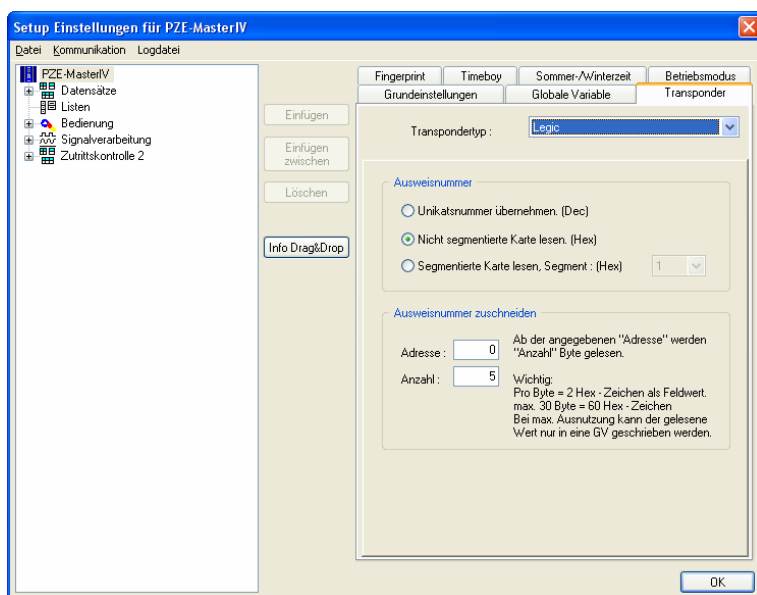 Setup Einstellungen für PZE-MasterIV
Datei Kommunikation Logdatei
PZE-MasterIV
Datensätze
Listen
Bedienung
Signalverarbeitung
Zutrittskontrolle 2
Einfügen
Einfügen
zwischen
Löschen
Info Drag&Drop
Fingerprint Timeboy Sommer-/Winterzeit Betriebsmodus
Grundeinstellungen Globale Variable Transponder
Transpondertyp : Legic
Ausweisnummer
Unikatsnummer übernehmen. (Dec)
Nicht segmentierte Karte lesen. (Hex)
Segmentierte Karte lesen, Segment : (Hex) 1
Ausweisnummer zuschneiden
Adresse : 0
Anzahl : 5
Ab der angegebenen "Adresse" werden
"Anzahl" Byte gelesen.
Wichtig:
Pro Byte = 2 Hex - Zeichen als Feldwert.
max. 30 Byte = 60 Hex - Zeichen
Bei max. Ausnutzung kann der gelesene
Wert nur in eine GV geschrieben werden.
OK